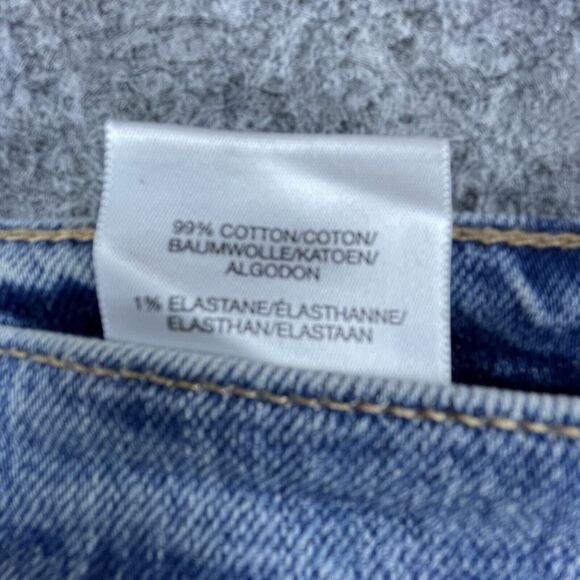 99% COTTON/COTON/
BAUMWOLLE/KATOEN/
ALGODON
1% ELASTANE/ÉLASTHANNE/
ELASTHAN/ELASTAAN